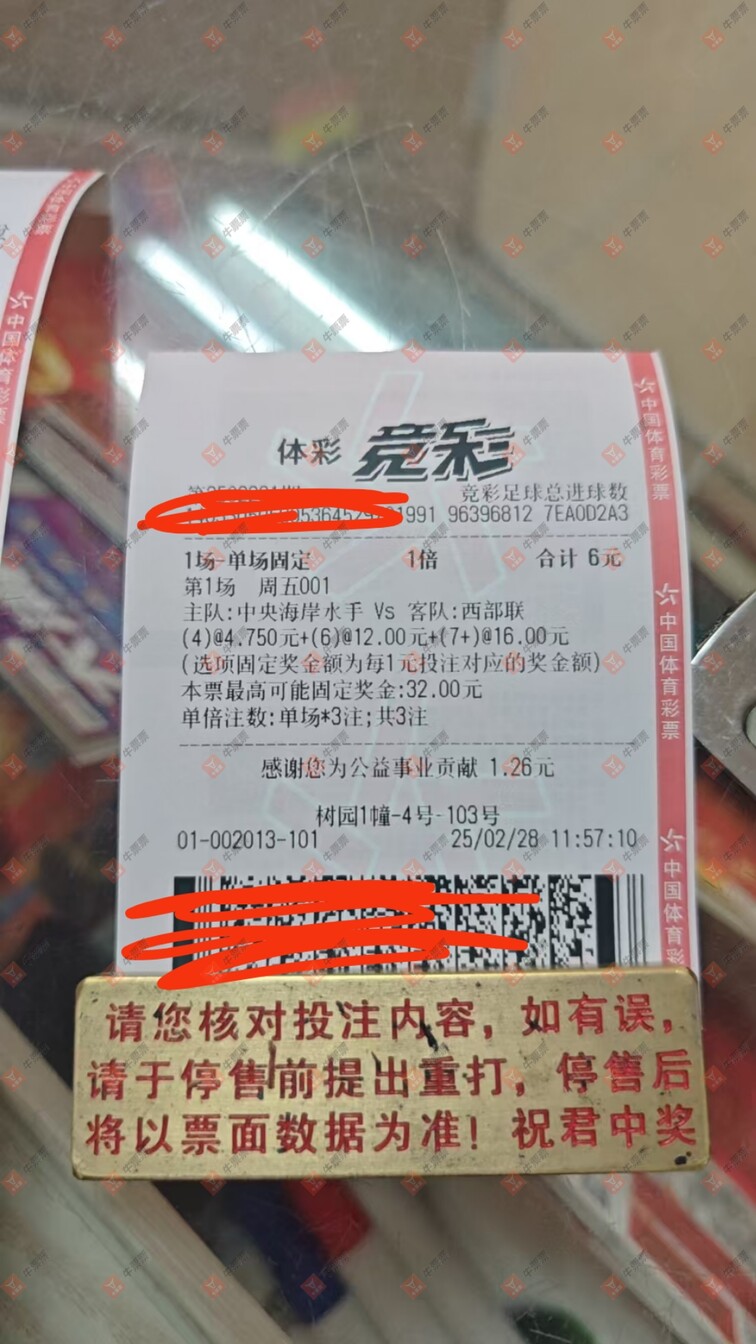 体彩 竞彩
竞彩足球总进球数
1991 96396812 7EA0D2A3
1场-单场固定 1倍 合计 6元
第1场 周五001
主队:中央海岸水手 Vs 客队:西部联
(4)@4.750元+(6)@12.00元+(7+)@16.00元
(选项固定奖金额为每1元投注对应的奖金额)
本票最高可能固定奖金:32.00元
单倍注数:单场*3注;共3注
感谢您为公益事业贡献 1.26元
树园1幢-4号-103号
01-002013-101 25/02/28 11:57:10
中国体育彩票
中国体育彩票
中国体育彩
中国体育彩票
请您核对投注内容，如有误，
请于停售前提出重打，停售后
将以票面数据为准！祝君中奖
牛票票